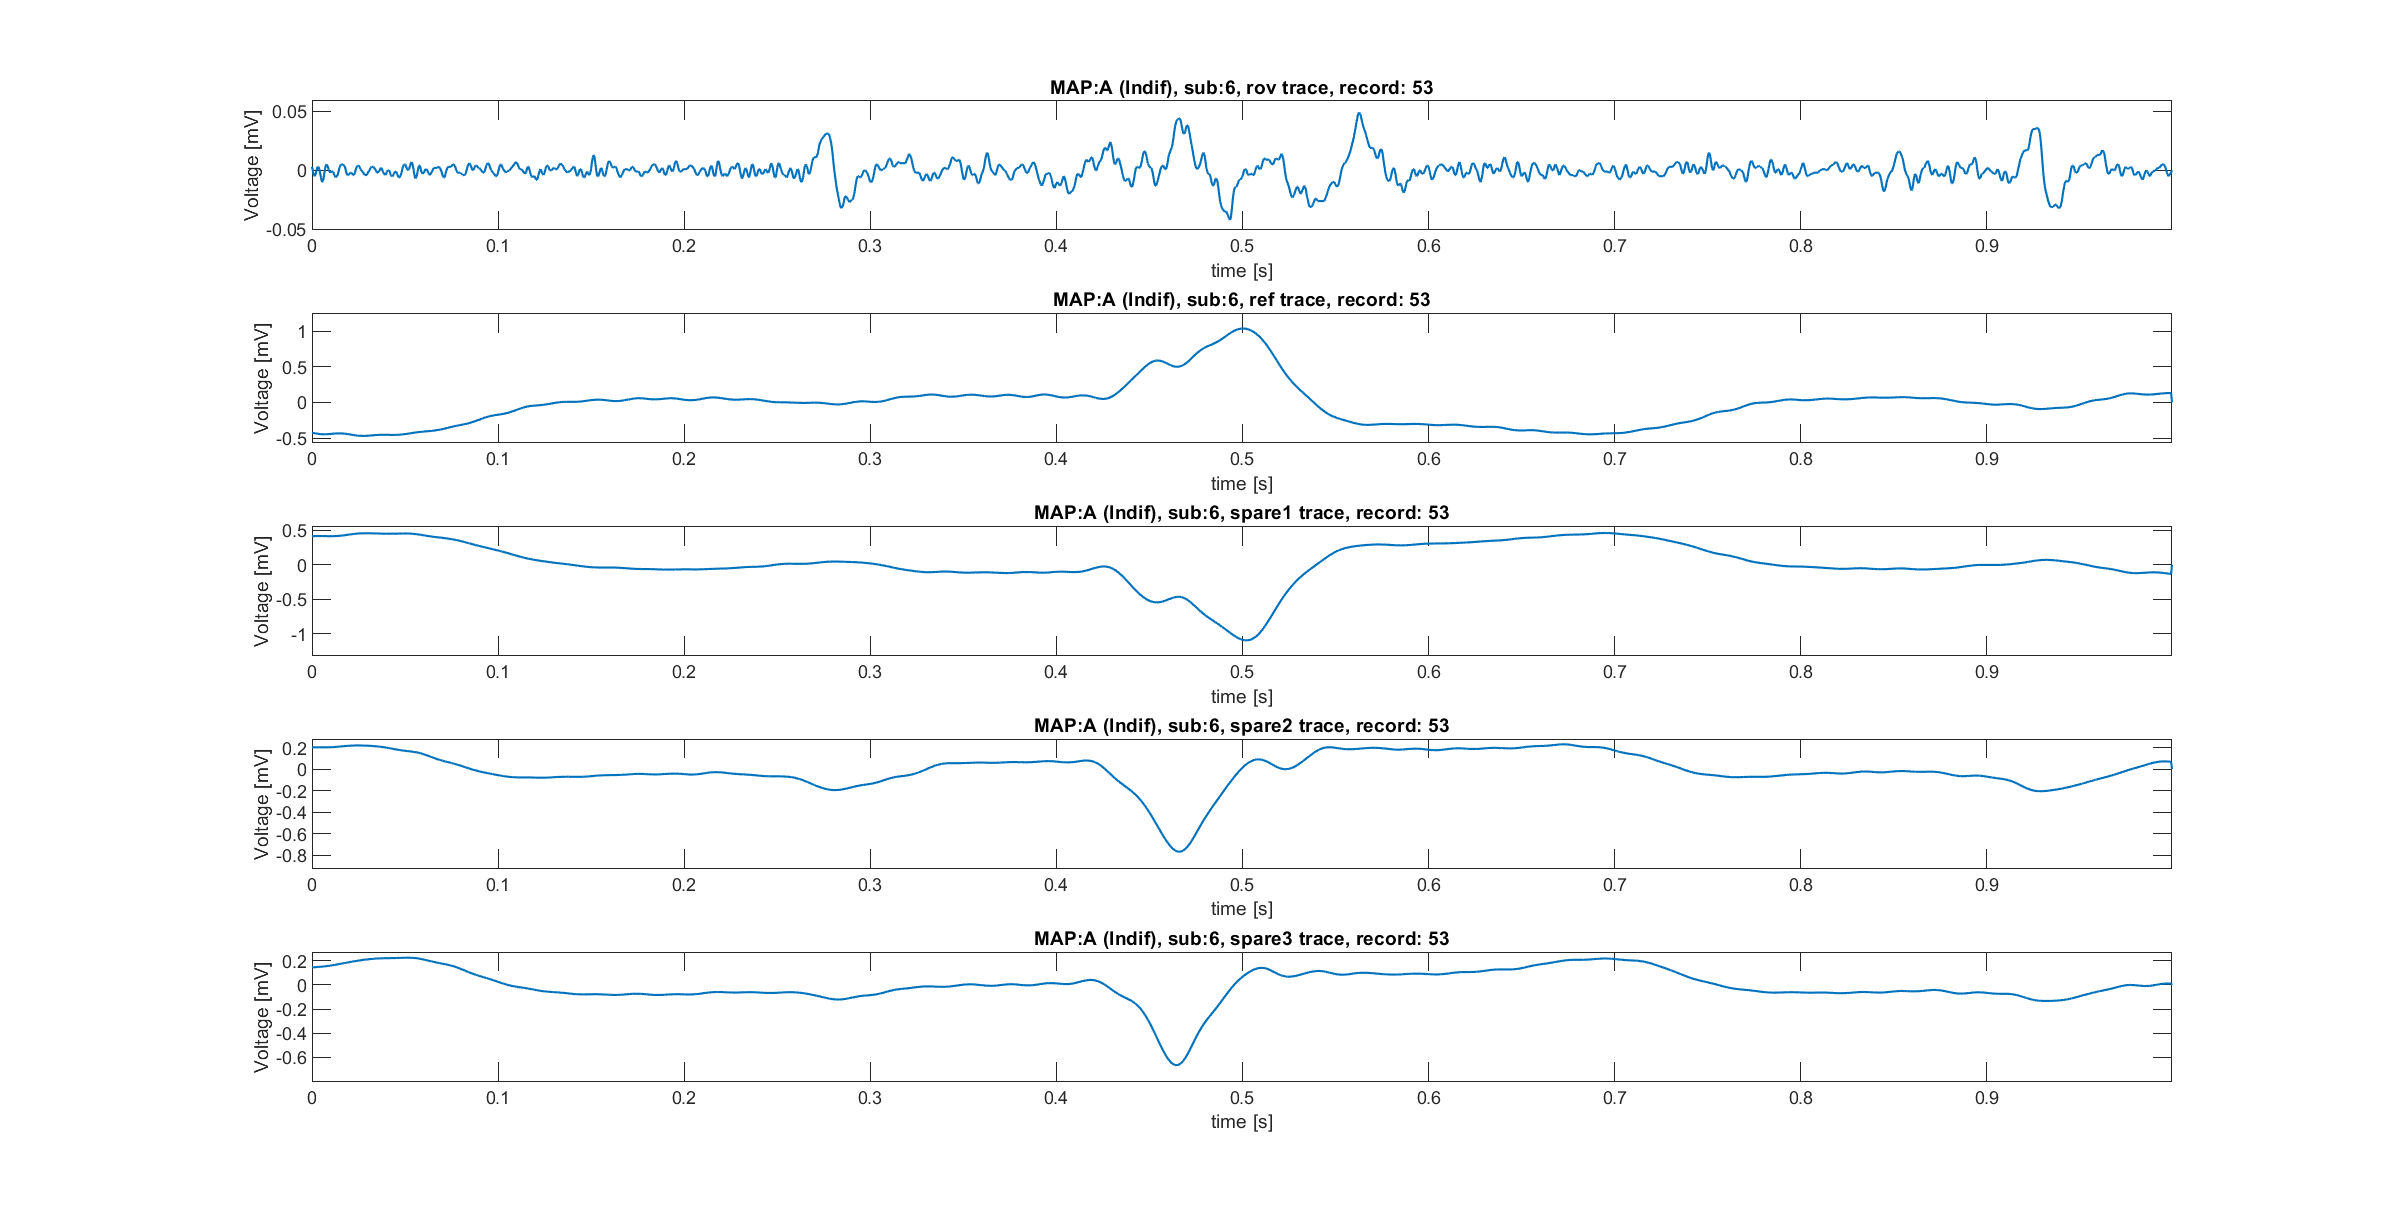 MAP:A (Indif), sub:6, rov trace, record: 53
Voltage [mV]
0.05
0
-0.05
0 0.1 0.2 0.3 0.4 0.5 0.6 0.7 0.8 0.9
time [s]
MAP:A (Indif), sub:6, ref trace, record: 53
Voltage [mV]
1
0.5
0
-0.5
0 0.1 0.2 0.3 0.4 0.5 0.6 0.7 0.8 0.9
time [s]
MAP:A (Indif), sub:6, spare1 trace, record: 53
Voltage [mV]
0.5
0
-0.5
-1
0 0.1 0.2 0.3 0.4 0.5 0.6 0.7 0.8 0.9
time [s]
MAP:A (Indif), sub:6, spare2 trace, record: 53
Voltage [mV]
0.2
0
-0.2
-0.4
-0.6
-0.8
0 0.1 0.2 0.3 0.4 0.5 0.6 0.7 0.8 0.9
time [s]
MAP:A (Indif), sub:6, spare3 trace, record: 53
Voltage [mV]
0.2
0
-0.2
-0.4
-0.6
0 0.1 0.2 0.3 0.4 0.5 0.6 0.7 0.8 0.9
time [s]